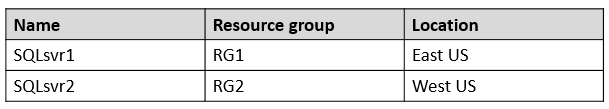 Name Resource group Location
SQLsvr1 RG1 East US
SQLsvr2 RG2 West US